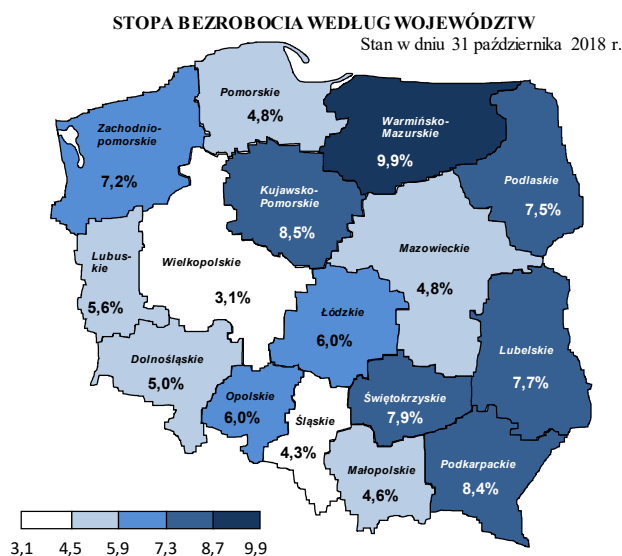 STOPA BEZROBOCIA WEDŁUG WOJEWÓDZTW
Stan w dniu 31 października 2018 r.
Pomorskie
4,8%
Warmińsko-
Mazurskie
9,9%
Zachodnio-
pomorskie
7,2%
Podlaskie
7,5%
Kujawsko-
Pomorskie
8,5%
Mazowieckie
4,8%
Lubus-
kie
5,6%
Wielkopolskie
3,1%
Łódzkie
6,0%
Lubelskie
7,7%
Dolnośląskie
5,0%
Opolskie
6,0%
Śląskie
4,3%
Świętokrzyskie
7,9%
Małopolskie
4,6%
Podkarpackie
8,4%
3,1 4,5 5,9 7,3 8,7 9,9